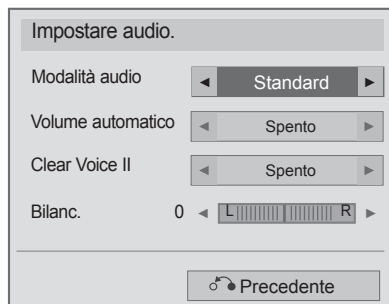 Impostare audio.
Modalità audio ◄ Standard ►
Volume automatico ◄ Spento ►
Clear Voice II ◄ Spento ►
Bilanc. 0 ◄ L R ►
Precedente